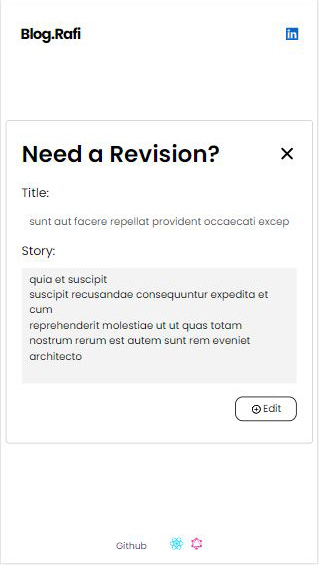 Blog.Rafi
in
Need a Revision?
Title:
sunt aut facere repellat provident occaecati excep
Story:
quia et suscipit
suscipit recusandae consequuntur expedita et
cum
reprehenderit molestiae ut ut quas totam
nostrum rerum est autem sunt rem eveniet
architecto
Edit
Github